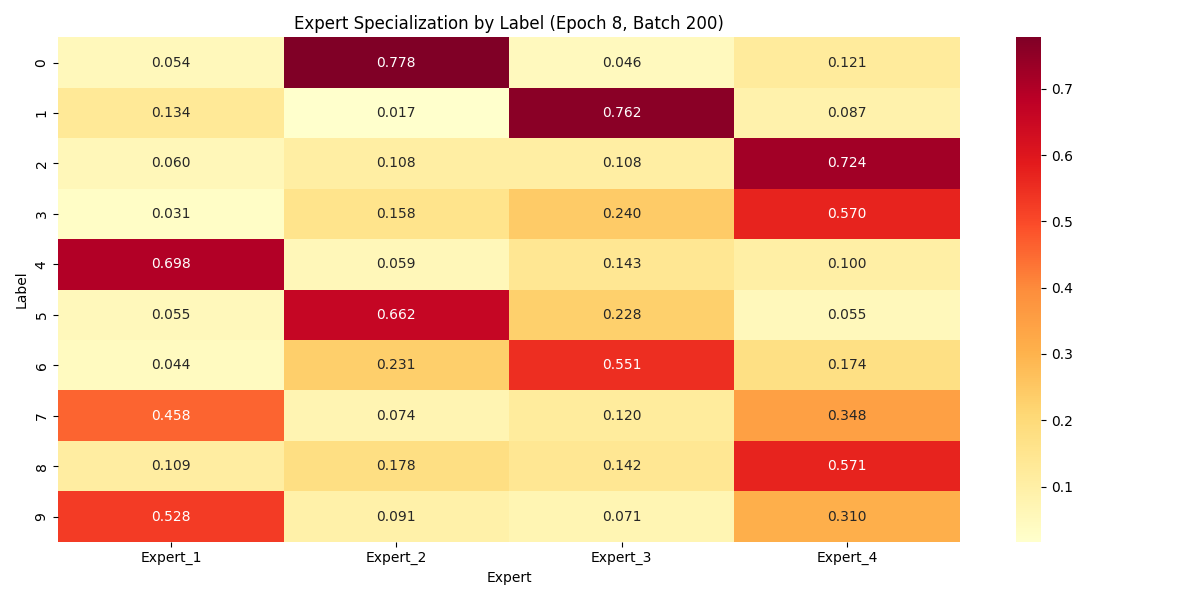 Expert Specialization by Label (Epoch 8, Batch 200)
0 0.054 0.778 0.046 0.121
1 0.134 0.017 0.762 0.087
2 0.060 0.108 0.108 0.724
3 0.031 0.158 0.240 0.570
4 0.698 0.059 0.143 0.100
5 0.055 0.662 0.228 0.055
6 0.044 0.231 0.551 0.174
7 0.458 0.074 0.120 0.348
8 0.109 0.178 0.142 0.571
9 0.528 0.091 0.071 0.310
Label
Expert_1 Expert_2 Expert_3 Expert_4
Expert
0.7
0.6
0.5
0.4
0.3
0.2
0.1